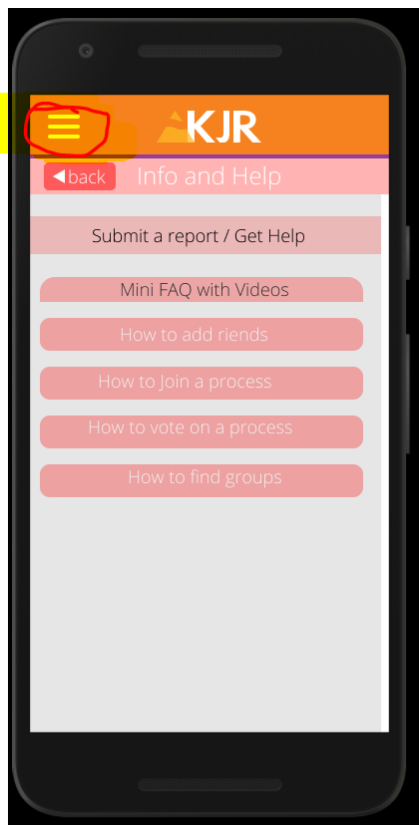 KJR
back Info and Help
Submit a report / Get Help
Mini FAQ with Videos
How to add riends
How to Join a process
How to vote on a process
How to find groups